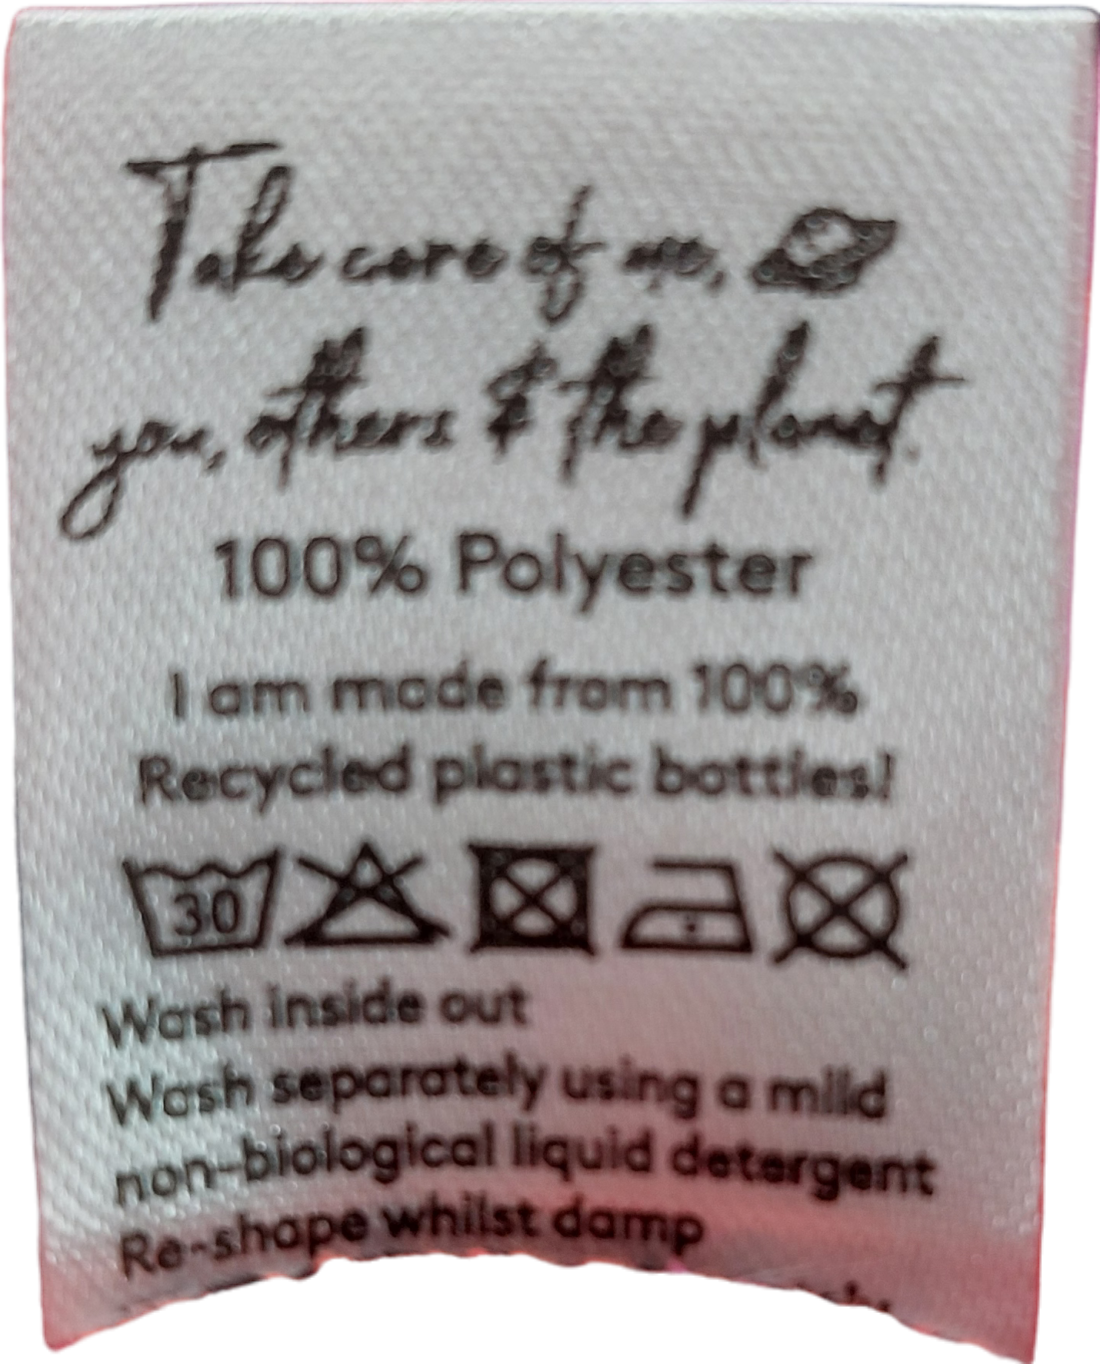 Take care of me,
you, others & the planet.
100% Polyester
I am made from 100%
Recycled plastic bottles!
30
Wash inside out
Wash separately using a mild
non-biological liquid detergent
Re-shape whilst damp